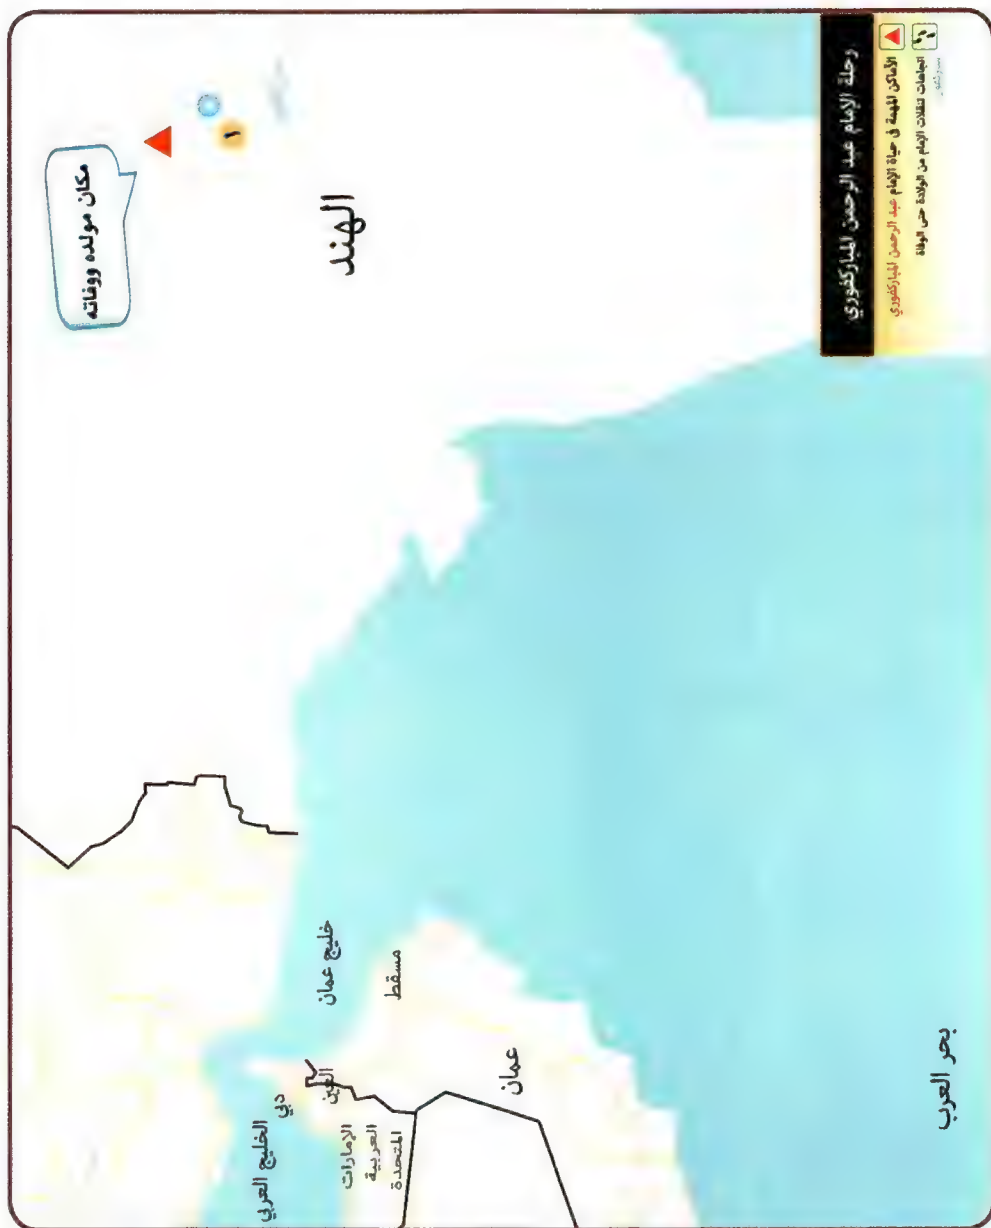 رحلة الإمام عبد الرحمن المباركفوري
الأماكن المهمة في حياة الإمام عبد الرحمن المباركفوري
اتجاهات تنقلات الإمام من الولادة حتى الوفاة
مكان مولده ووفاته
١
الهند
خليج عمان
مسقط
عمان
العين
دبي
الخليج العربي
الإمارات
العربية
المتحدة
بحر العرب